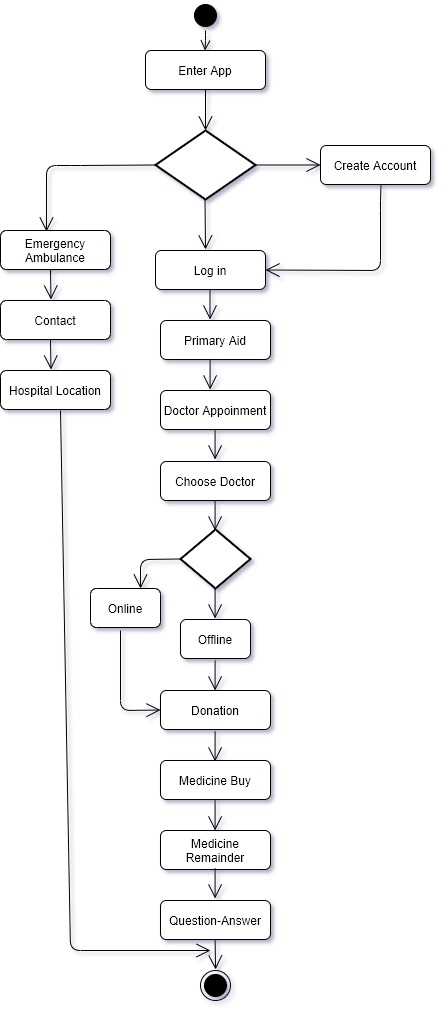 Enter App
Create Account
Emergency
Ambulance
Log in
Contact
Primary Aid
Hospital Location
Doctor Appoinment
Choose Doctor
Online
Offline
Donation
Medicine Buy
Medicine
Remainder
Question-Answer